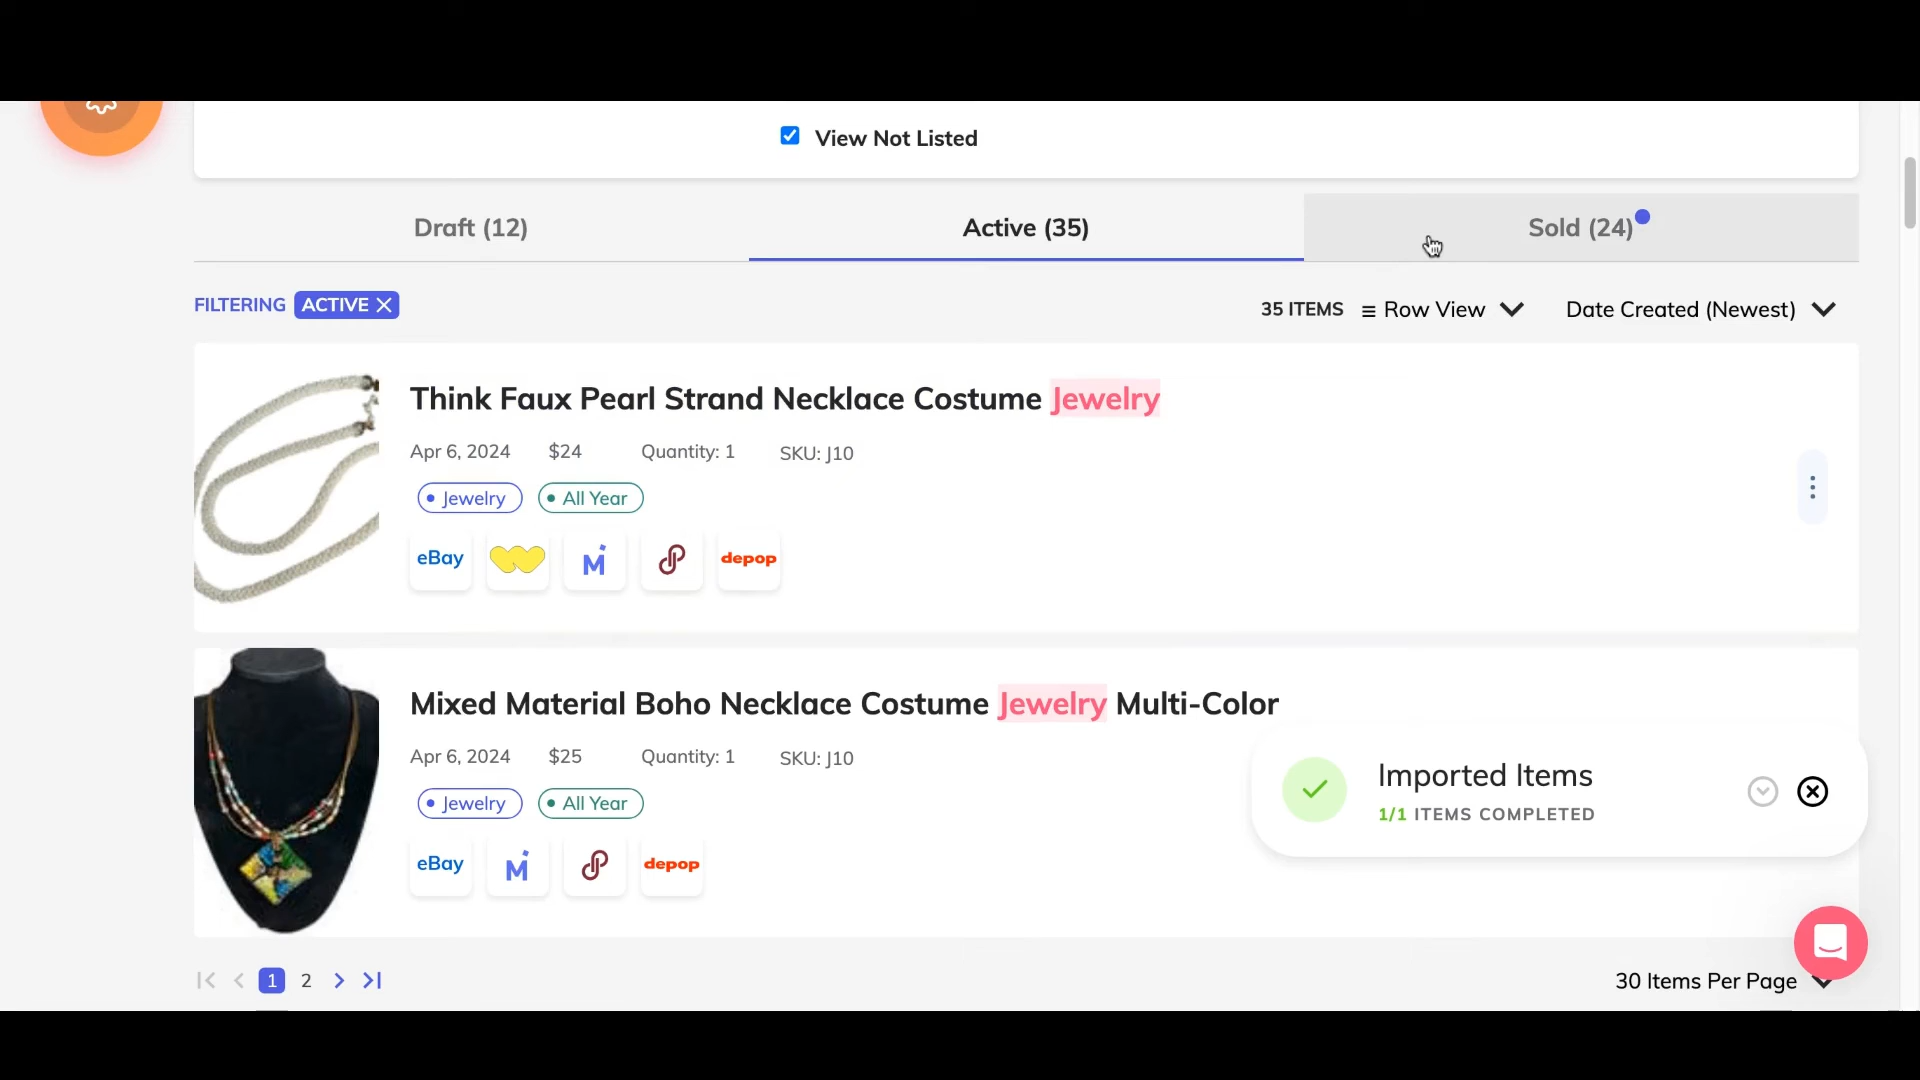 View Not Listed
Draft (12)
Active (35)
Sold (24)
FILTERING ACTIVE
35 ITEMS
Row View
Date Created (Newest)
Think Faux Pearl Strand Necklace Costume Jewelry
Apr 6, 2024 $24 Quantity: 1 SKU: J10
Jewelry All Year
eBay depop
Mixed Material Boho Necklace Costume Jewelry Multi-Color
Apr 6, 2024 $25 Quantity: 1 SKU: J10
Jewelry All Year
eBay depop
Imported Items
1/1 ITEMS COMPLETED
1 2
30 Items Per Page